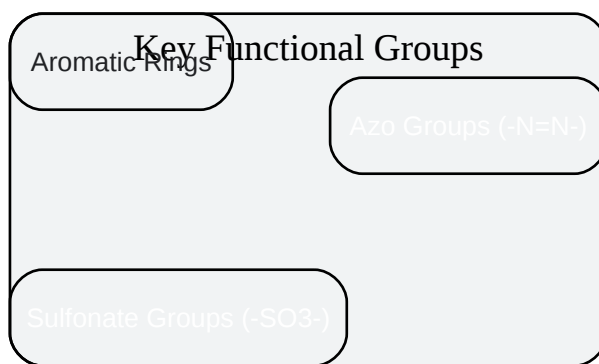 Key Functional Groups
Aromatic Rings
Azo Groups (-N=N-)
Sulfonate Groups (-SO3-)